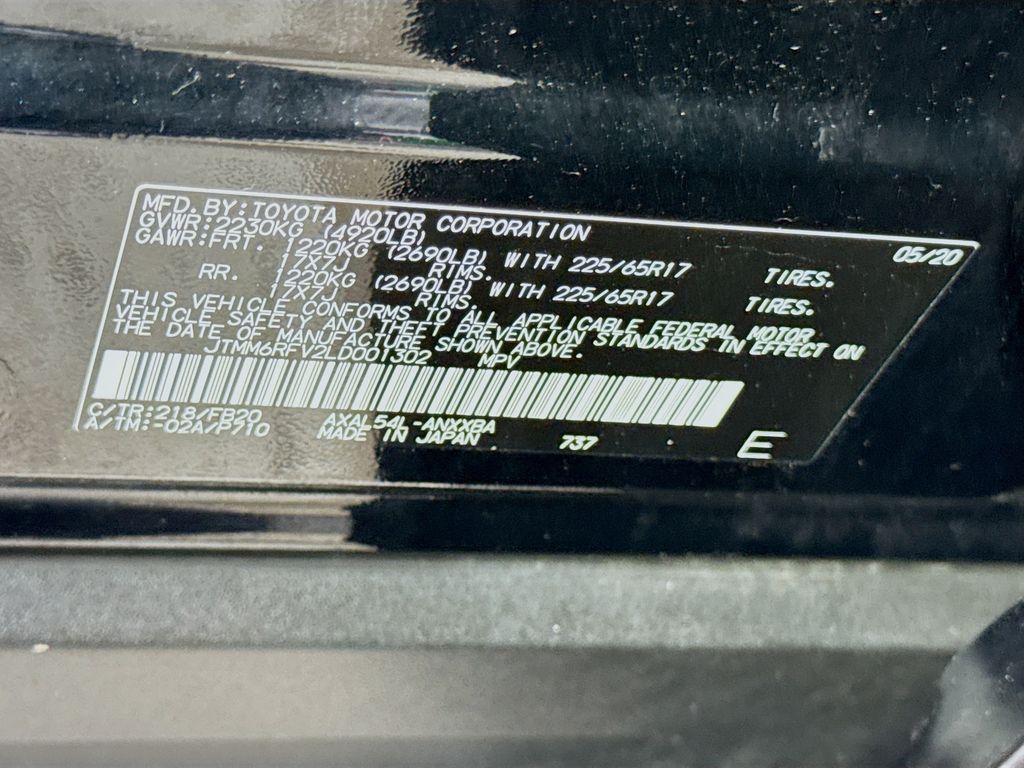 MFD. BY: TOYOTA MOTOR CORPORATION 05/20
GVWR: 2230KG (4920LB)
GAWR: FRT. 1220KG (2690LB) WITH 225/65R17 TIRES.
17X7J RIMS.
RR. 1220KG (2690LB) WITH 225/65R17 TIRES.
17X7J RIMS.
THIS VEHICLE CONFORMS TO ALL APPLICABLE FEDERAL MOTOR
VEHICLE SAFETY AND THEFT PREVENTION STANDARDS IN EFFECT ON
THE DATE OF MANUFACTURE SHOWN ABOVE.
JTMM6RFV2LD001302 MPV
C/TR: 218/FB20 AXAL54L-ANXXBA
A/TM: -02A/P710 MADE IN JAPAN 737 E